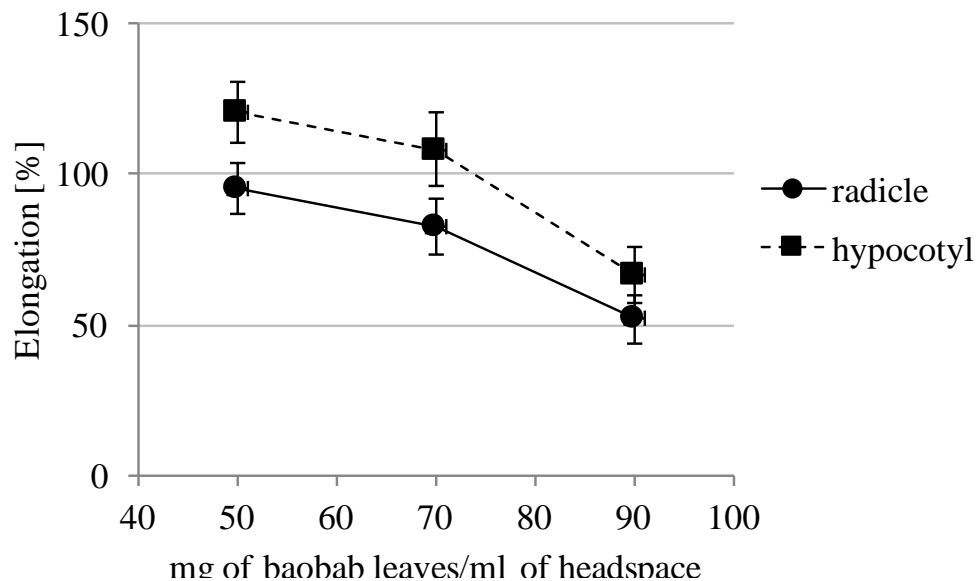 150
100
50
0
Elongation [%]
40 50 60 70 80 90 100
mg of baobab leaves/ml of headspace
radicle
hypocotyl